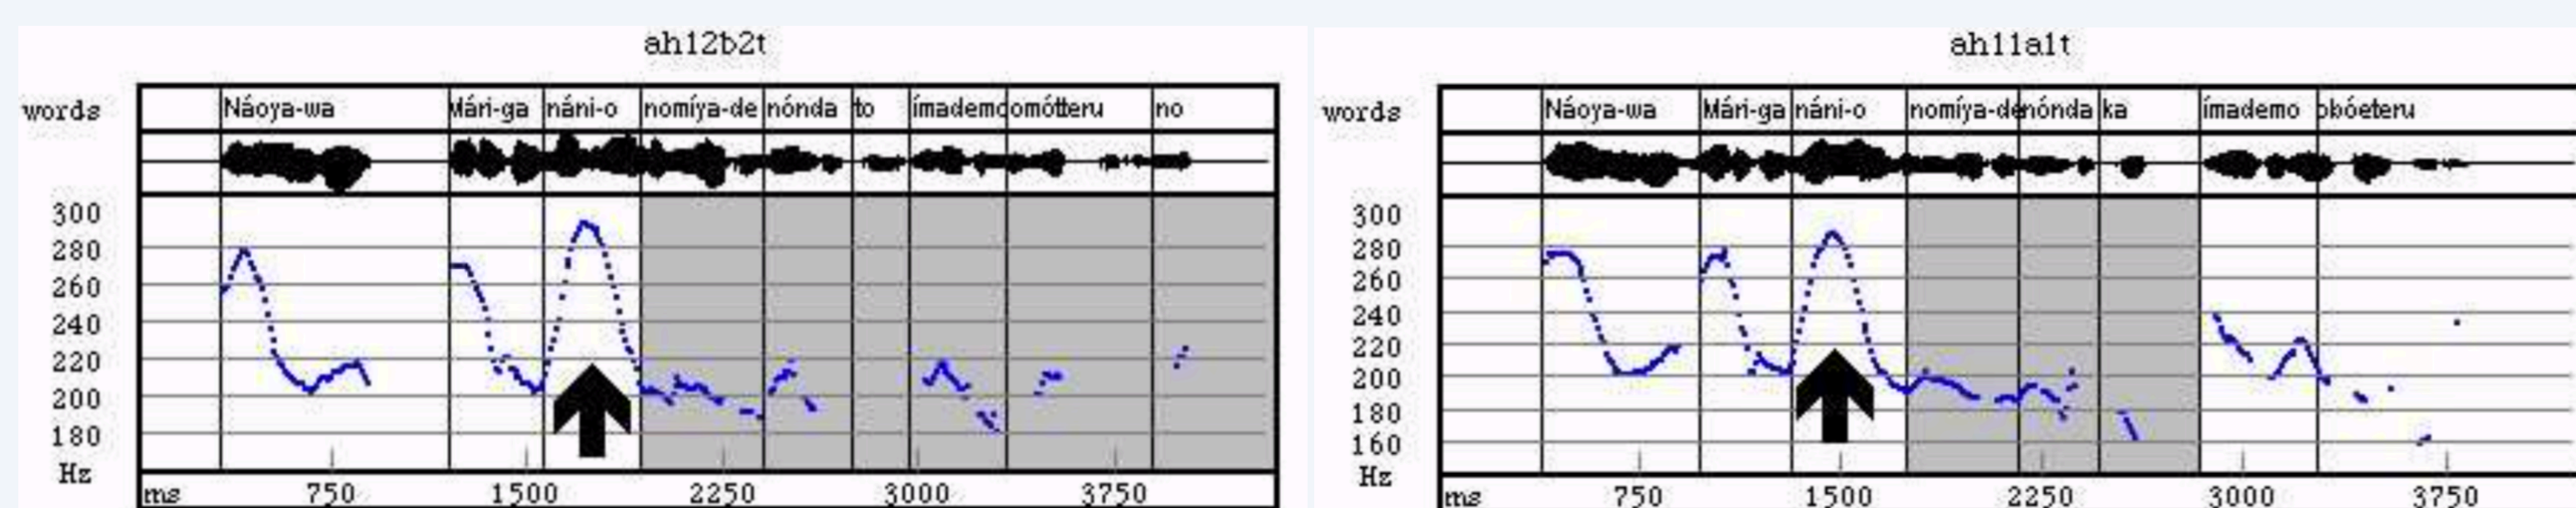 ah12b2t
words Náoya-wa Mári-ga náni-o nomíya-de nónda to ímademo omótteru no
300
280
260
240
220
200
180
Hz
ms 750 1500 2250 3000 3750
ah11a1t
words Náoya-wa Mári-ga náni-o nomíya-de nónda ka ímademo obóeteru
300
280
260
240
220
200
180
160
Hz
ms 750 1500 2250 3000 3750